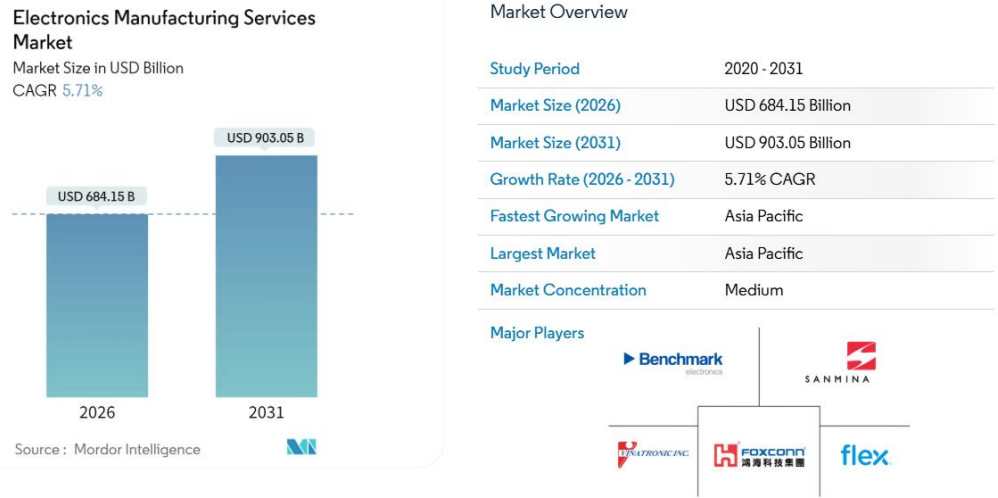 Electronics Manufacturing Services
Market
Market Size in USD Billion
CAGR 5.71%
USD 903.05 B
USD 684.15 B
2026
2031
Source : Mordor Intelligence
Market Overview
Study Period 2020 - 2031
Market Size (2026) USD 684.15 Billion
Market Size (2031) USD 903.05 Billion
Growth Rate (2026 - 2031) 5.71% CAGR
Fastest Growing Market Asia Pacific
Largest Market Asia Pacific
Market Concentration Medium
Major Players
Benchmark
electronics
SANMINA
VINATRONIC INC.
FOXCONN
鴻海科技集團
flex